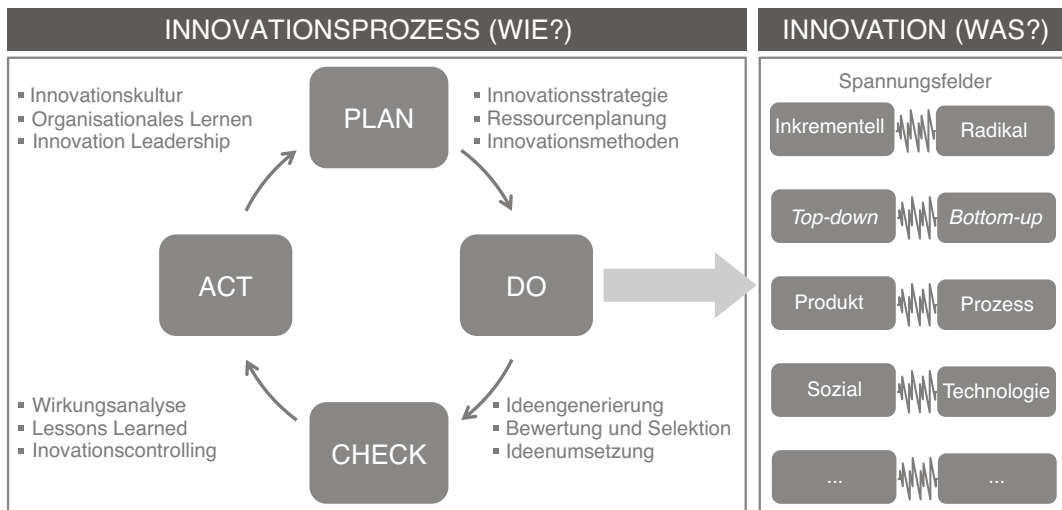 INNOVATIONSPROZESS (WIE?)
▪ Innovationskultur
▪ Organisationales Lernen
▪ Innovation Leadership
PLAN
▪ Innovationsstrategie
▪ Ressourcenplanung
▪ Innovationsmethoden
ACT
DO
▪ Wirkungsanalyse
▪ Lessons Learned
▪ Inovationscontrolling
CHECK
▪ Ideengenerierung
▪ Bewertung und Selektion
▪ Ideenumsetzung
INNOVATION (WAS?)
Spannungsfelder
Inkrementell Radikal
Top-down Bottom-up
Produkt Prozess
Sozial Technologie
... ...